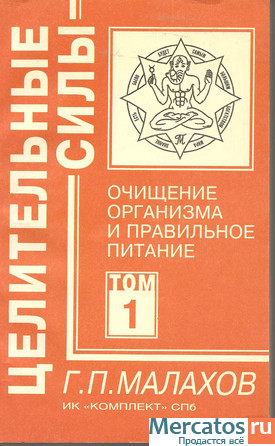 ЦЕЛИТЕЛЬНЫЕ
СИЛЫ
ОЧИЩЕНИЕ
ОРГАНИЗМА
И ПРАВИЛЬНОЕ
ПИТАНИЕ
ТОМ
1
Г.П.МАЛАХОВ
ИК «КОМПЛЕКТ» СПб
Mercatos.ru
Продастся всё